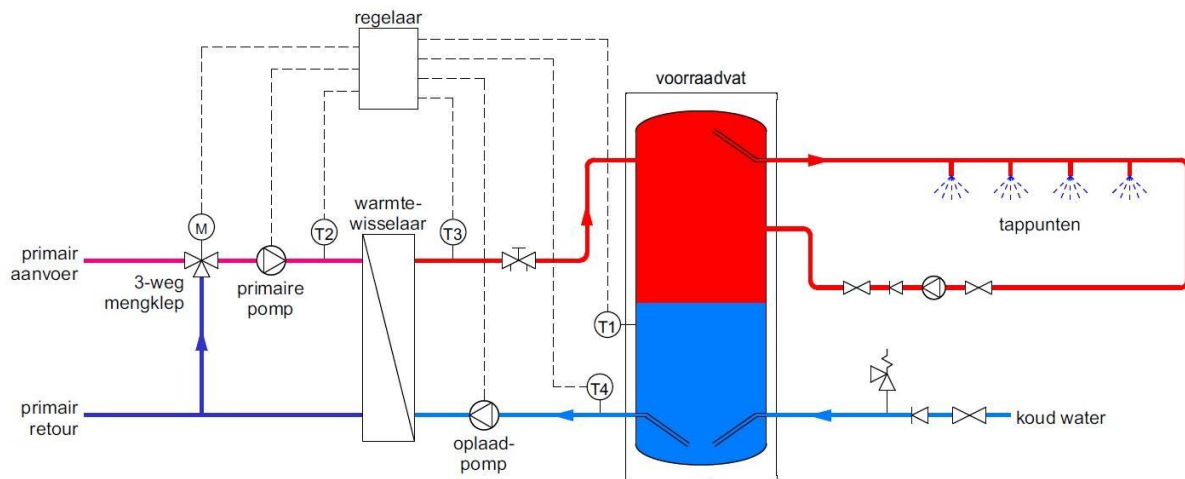 regelaar
voorraadvat
warmte-
wisselaar
M
T2
T3
primair
aanvoer
3-weg
mengklep
primaire
pomp
tappunten
T1
T4
primair
retour
oplaad-
pomp
koud water